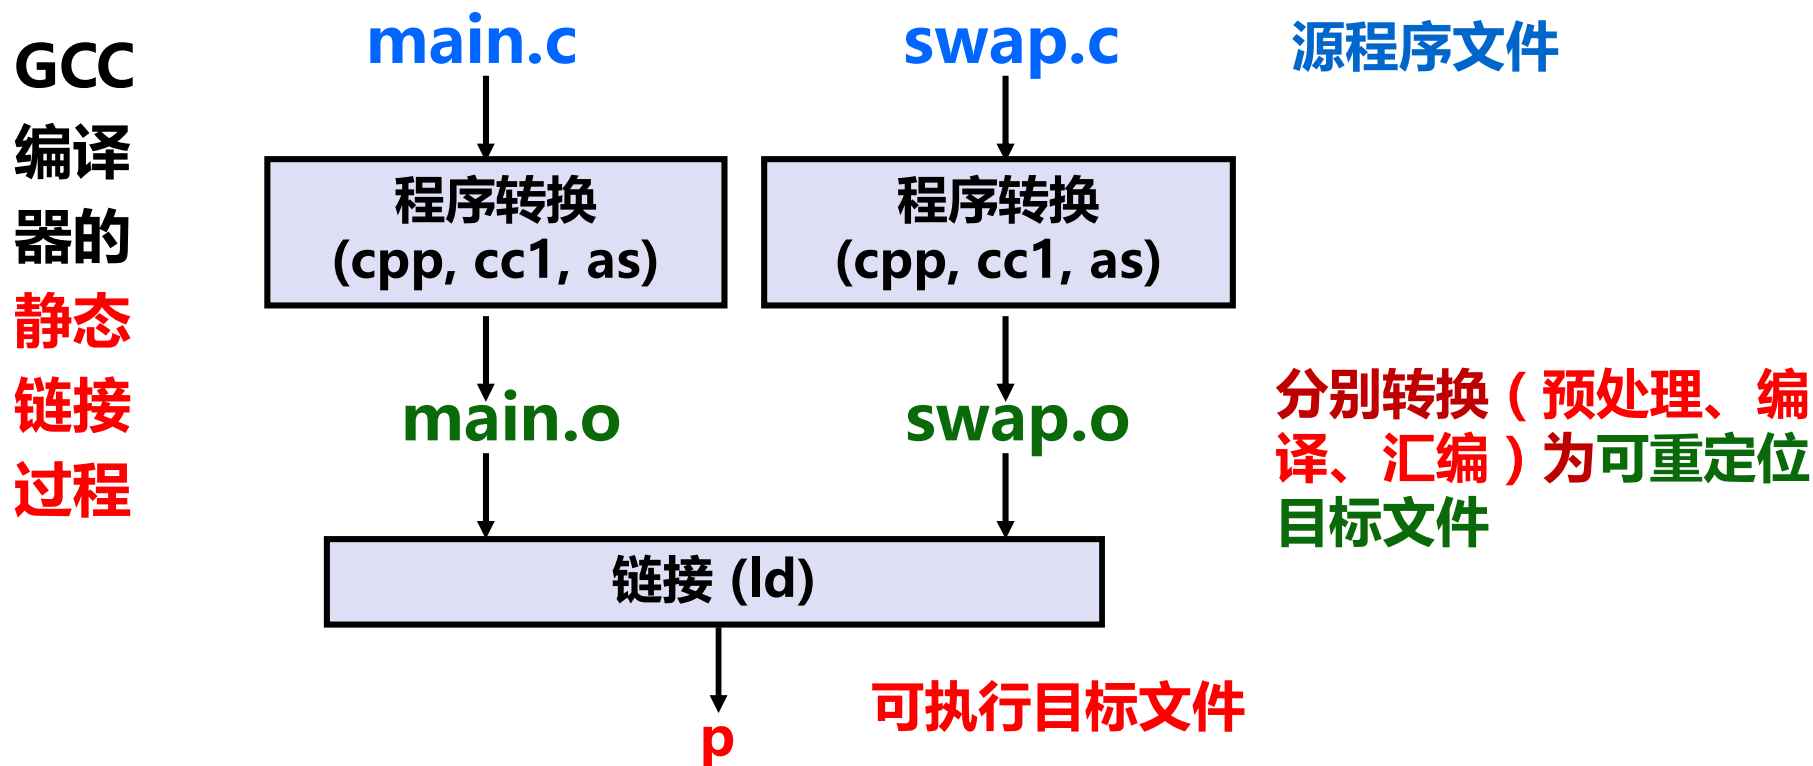 GCC
编译
器的
静态
链接
过程
main.c
swap.c
源程序文件
程序转换
(cpp, cc1, as)
程序转换
(cpp, cc1, as)
main.o
swap.o
分别转换（预处理、编
译、汇编）为可重定位
目标文件
链接 (ld)
可执行目标文件
p